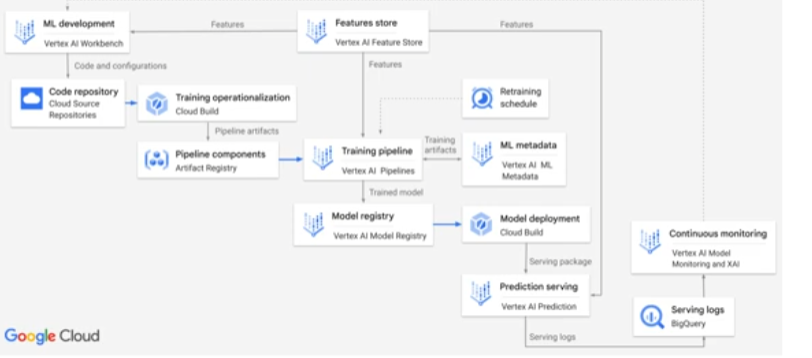 ML development
Vertex AI Workbench
Features
Features store
Vertex AI Feature Store
Features
Code and configurations
Features
Code repository
Cloud Source
Repositories
Training operationalization
Cloud Build
Retraining
schedule
Pipeline artifacts
Pipeline components
Artifact Registry
Training pipeline
Vertex AI Pipelines
Training
artifacts
ML metadata
Vertex AI ML
Metadata
Trained model
Model registry
Vertex AI Model Registry
Model deployment
Cloud Build
Continuous monitoring
Vertex AI Model
Monitoring and XAI
Serving package
Prediction serving
Vertex AI Prediction
Serving logs
BigQuery
Serving logs
Google Cloud